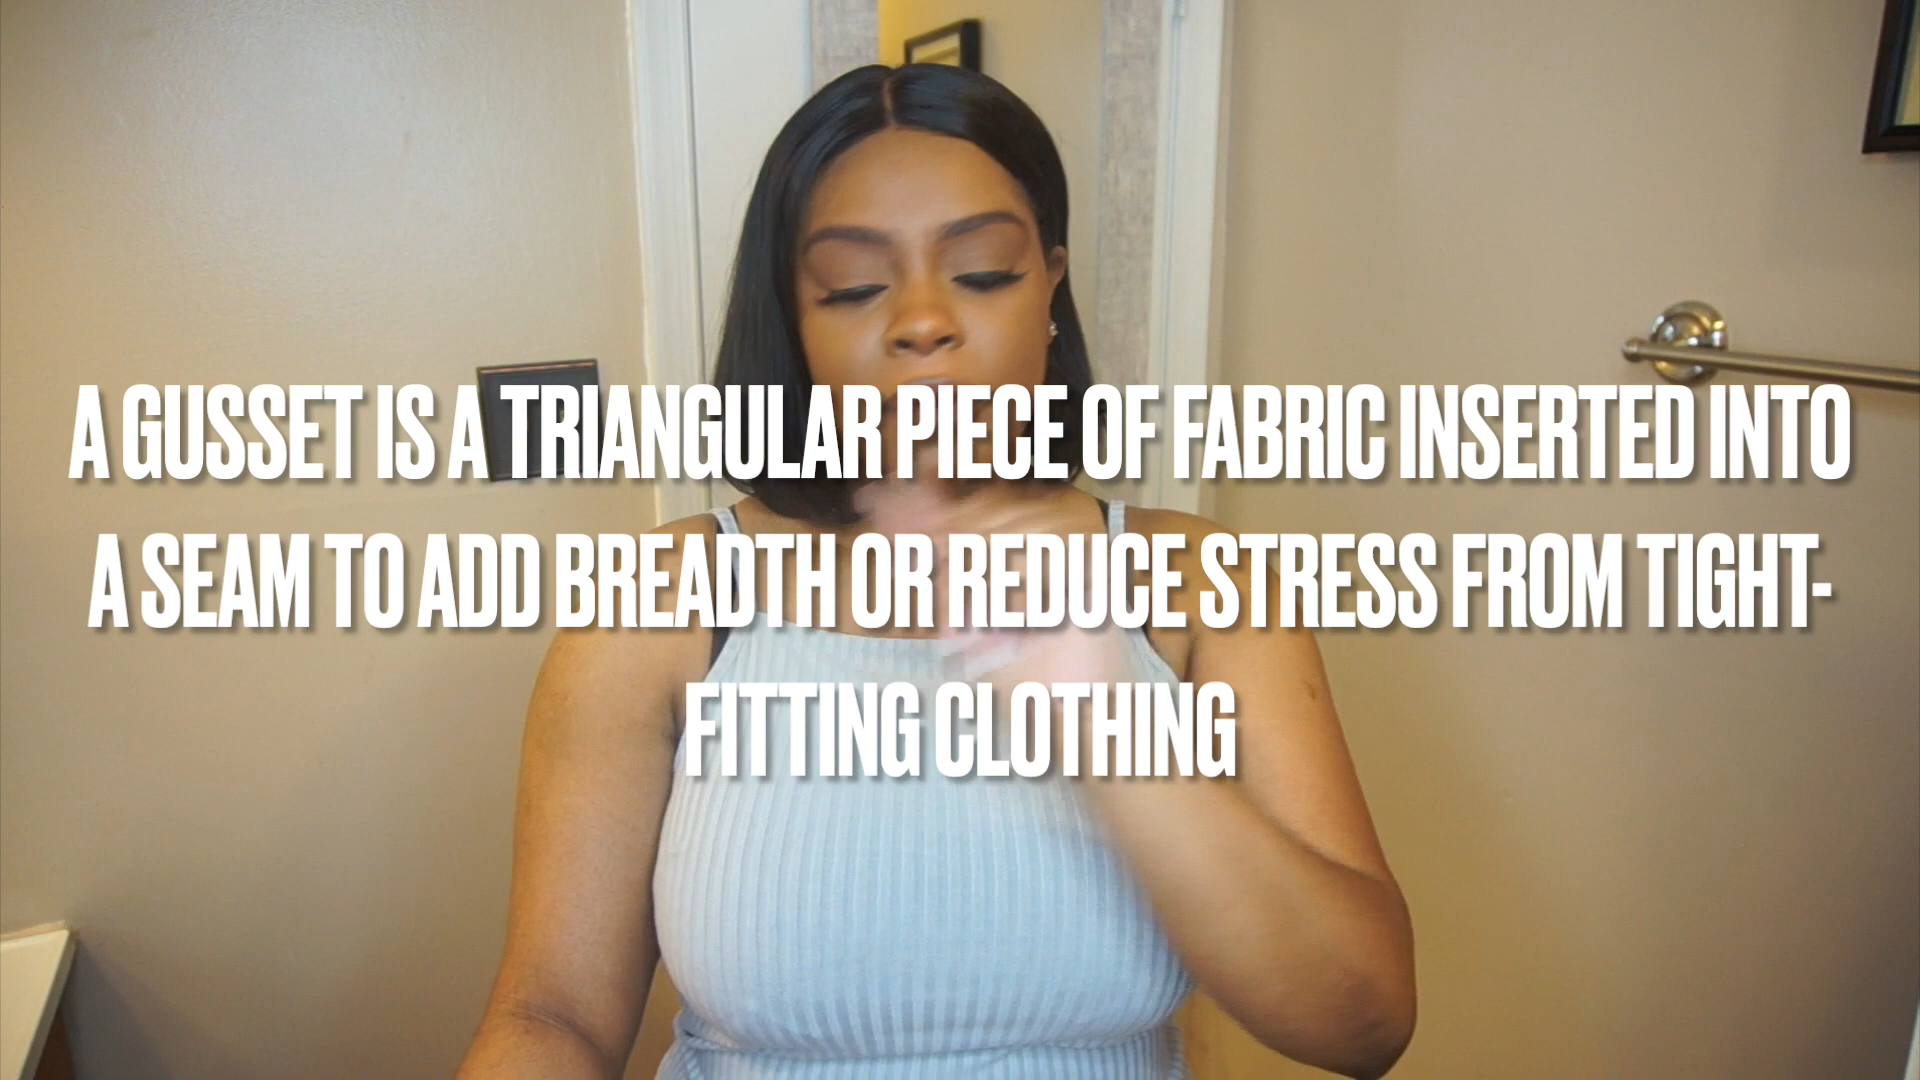 A GUSSET IS A TRIANGULAR PIECE OF FABRIC INSERTED INTO
A SEAM TO ADD BREADTH OR REDUCE STRESS FROM TIGHT-
FITTING CLOTHING